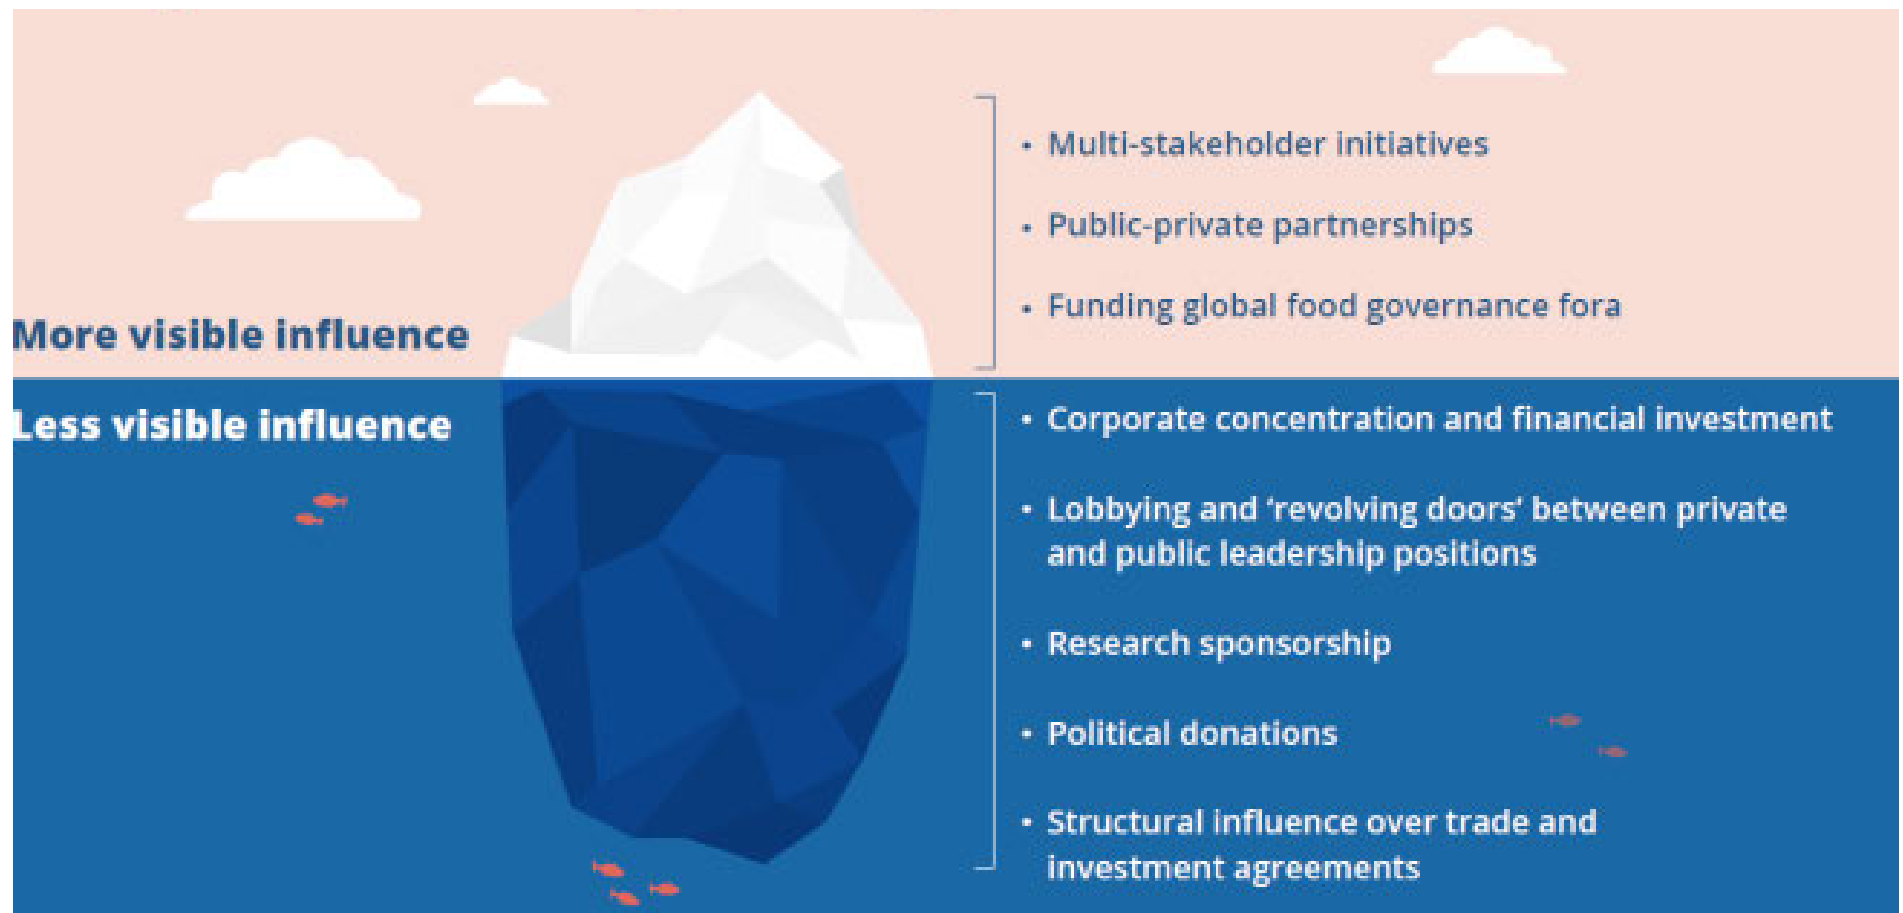 • Multi-stakeholder initiatives
• Public-private partnerships
• Funding global food governance fora
More visible influence
Less visible influence
• Corporate concentration and financial investment
• Lobbying and ‘revolving doors’ between private
and public leadership positions
• Research sponsorship
• Political donations
• Structural influence over trade and
investment agreements